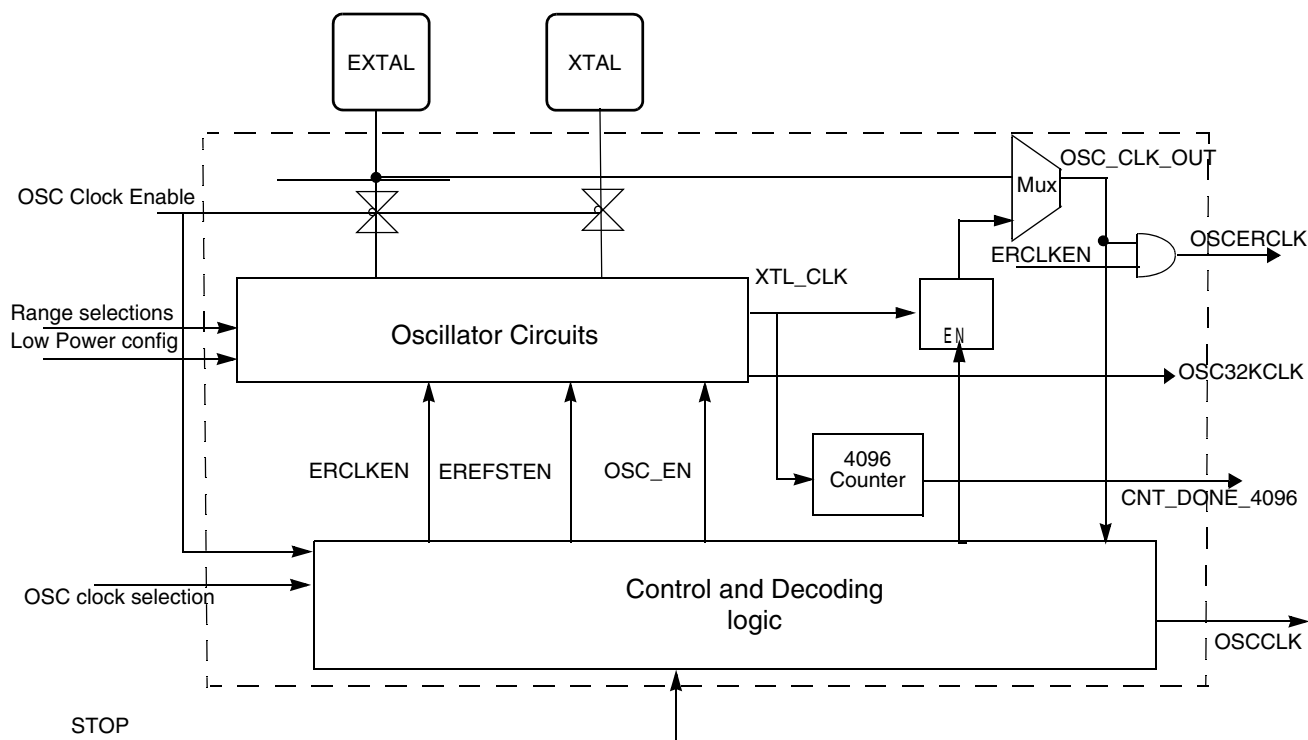 EXTAL
XTAL
OSC_CLK_OUT
Mux
OSC Clock Enable
ERCLKEN
OSCERCLK
XTL_CLK
Range selections
Low Power config
Oscillator Circuits
EN
OSC32KCLK
ERCLKEN
EREFSTEN
OSC_EN
4096
Counter
CNT_DONE_4096
OSC clock selection
Control and Decoding
logic
OSCCLK
STOP